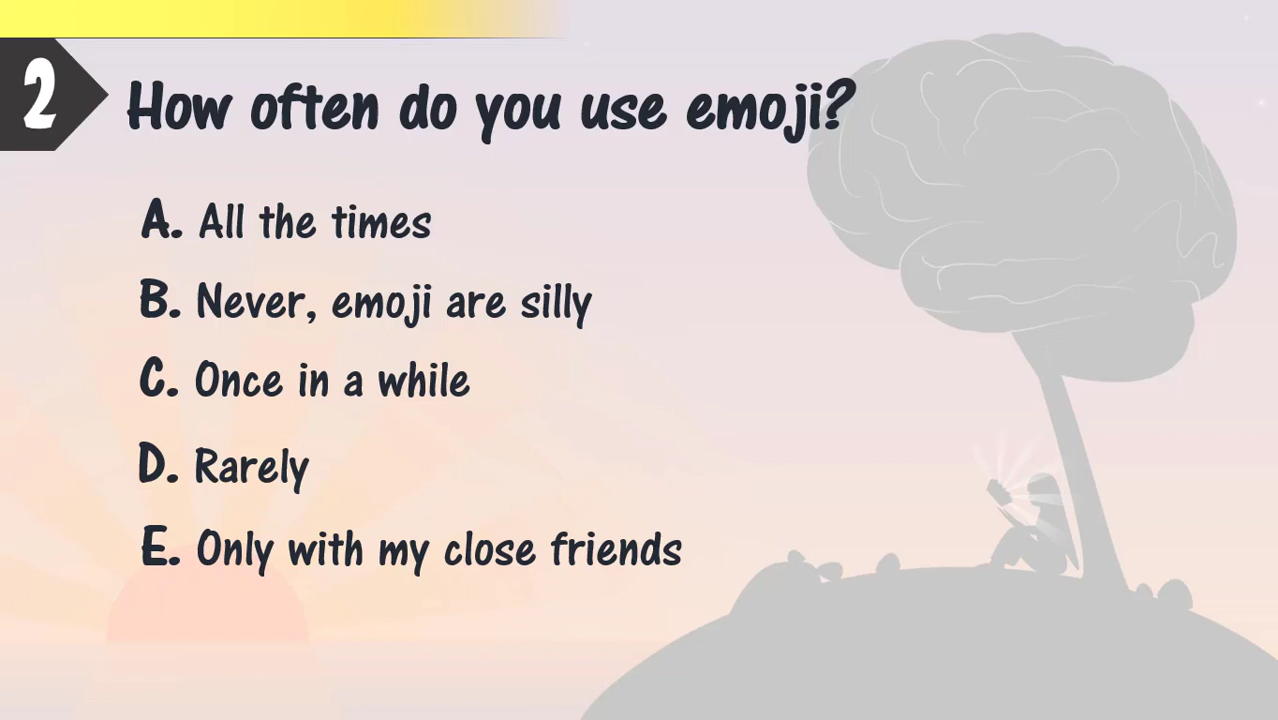 2
How often do you use emoji?
A. All the times
B. Never, emoji are silly
C. Once in a while
D. Rarely
E. Only with my close friends